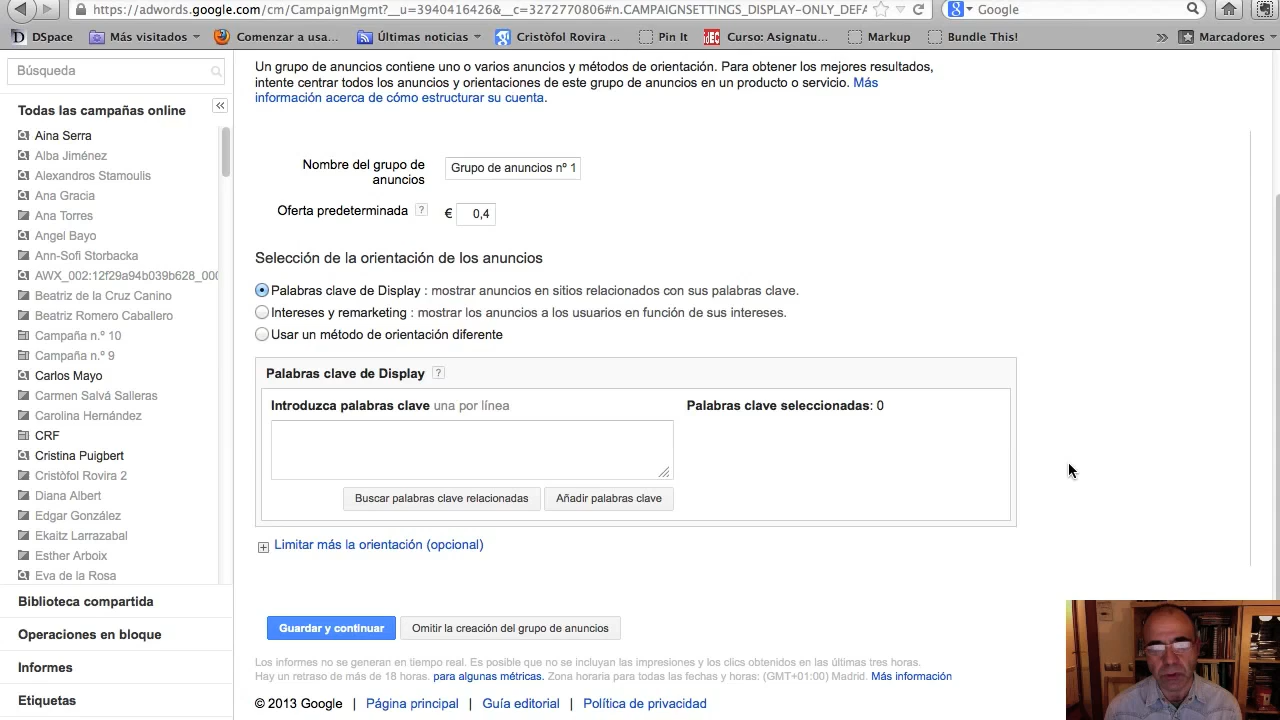 https://adwords.google.com/cm/CampaignMgmt?__u=3940416426&__c=3272770806#n.CAMPAIGNSETTINGS_DISPLAY-ONLY_DEFA
Google
DSpace
Más visitados
Comenzar a usa...
Últimas noticias
Cristòfol Rovira ...
Pin It
Curso: Asignatu...
Markup
Bundle This!
Marcadores
Búsqueda
Todas las campañas online
Aina Serra
Alba Jiménez
Alexandros Stamoulis
Ana Gracia
Ana Torres
Angel Bayo
Ann-Sofi Storbacka
AWX_002:12f29a94b039b628_000
Beatriz de la Cruz Canino
Beatriz Romero Caballero
Campaña n.º 10
Campaña n.º 9
Carlos Mayo
Carmen Salvá Salleras
Carolina Hernández
CRF
Cristina Puigbert
Cristòfol Rovira 2
Diana Albert
Edgar González
Ekaitz Larrazabal
Esther Arboix
Eva de la Rosa
Biblioteca compartida
Operaciones en bloque
Informes
Etiquetas
Un grupo de anuncios contiene uno o varios anuncios y métodos de orientación. Para obtener los mejores resultados,
intente centrar todos los anuncios y orientaciones de este grupo de anuncios en un producto o servicio. Más
información acerca de cómo estructurar su cuenta.
Nombre del grupo de
anuncios
Grupo de anuncios nº 1
Oferta predeterminada ? € 0,4
Selección de la orientación de los anuncios
Palabras clave de Display : mostrar anuncios en sitios relacionados con sus palabras clave.
Intereses y remarketing : mostrar los anuncios a los usuarios en función de sus intereses.
Usar un método de orientación diferente
Palabras clave de Display ?
Introduzca palabras clave una por línea
Palabras clave seleccionadas: 0
Buscar palabras clave relacionadas
Añadir palabras clave
Limitar más la orientación (opcional)
Guardar y continuar
Omitir la creación del grupo de anuncios
Los informes no se generan en tiempo real. Es posible que no se incluyan las impresiones y los clics obtenidos en las últimas tres horas.
Hay un retraso de más de 18 horas. para algunas métricas. Zona horaria para todas las fechas y horas: (GMT+01:00) Madrid. Más información
© 2013 Google | Página principal | Guía editorial | Política de privacidad